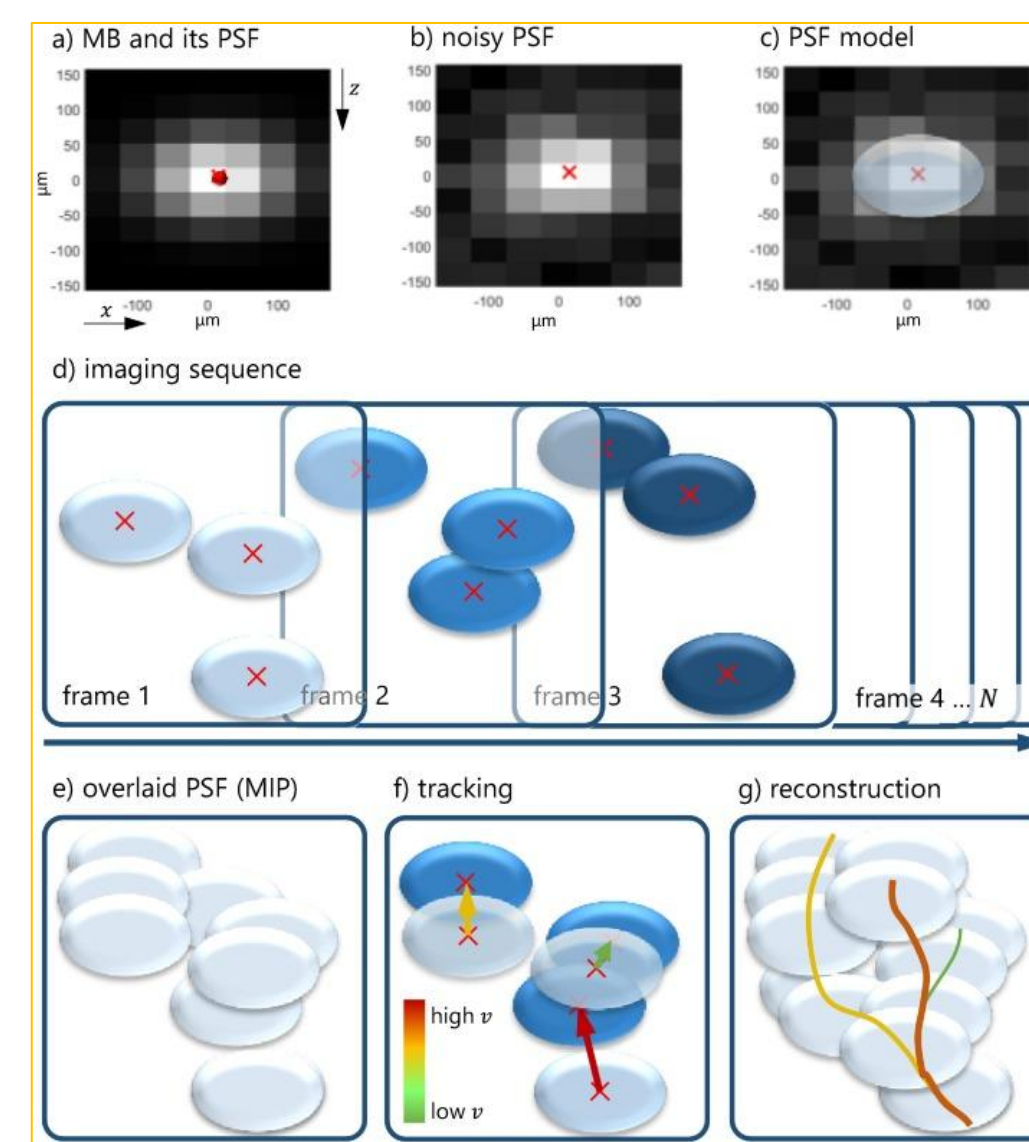 a) MB and its PSF
b) noisy PSF
c) PSF model
150
100
50
0
-50
-100
-150
μm
z
x
-100 0 100
μm
150
100
50
0
-50
-100
-150
-100 0 100
μm
150
100
50
0
-50
-100
-150
-100 0 100
μm
d) imaging sequence
frame 1
frame 2
frame 3
frame 4 ... N
e) overlaid PSF (MIP)
f) tracking
g) reconstruction
high v
low v